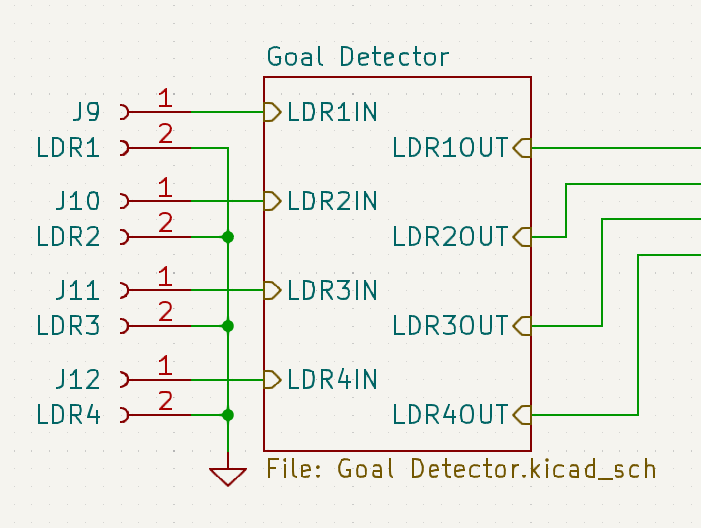 Goal Detector
J9 1 LDR1IN
LDR1 2 LDR1OUT
J10 1 LDR2IN
LDR2 2 LDR2OUT
J11 1 LDR3IN
LDR3 2 LDR3OUT
J12 1 LDR4IN
LDR4 2 LDR4OUT
File: Goal Detector.kicad_sch